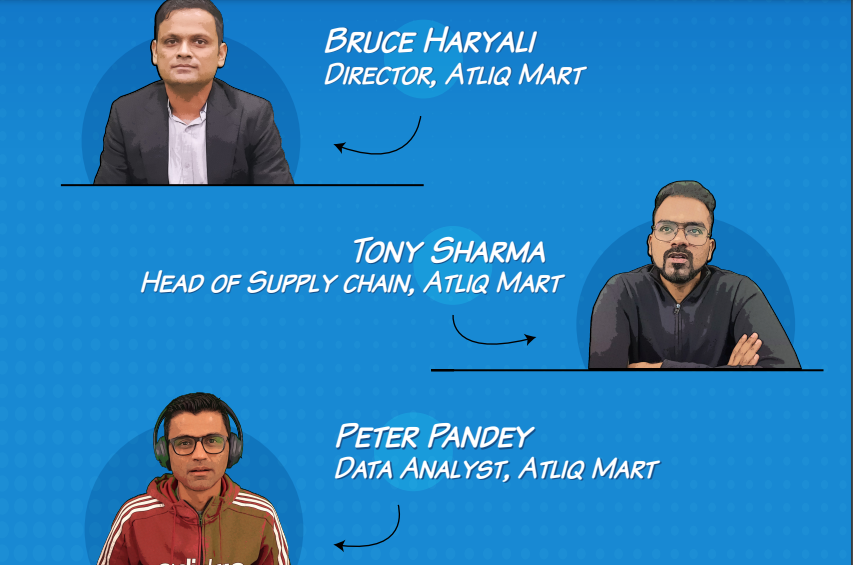 Bruce Haryali
Director, Atliq Mart
Tony Sharma
Head of Supply chain, Atliq Mart
Peter Pandey
Data Analyst, Atliq Mart